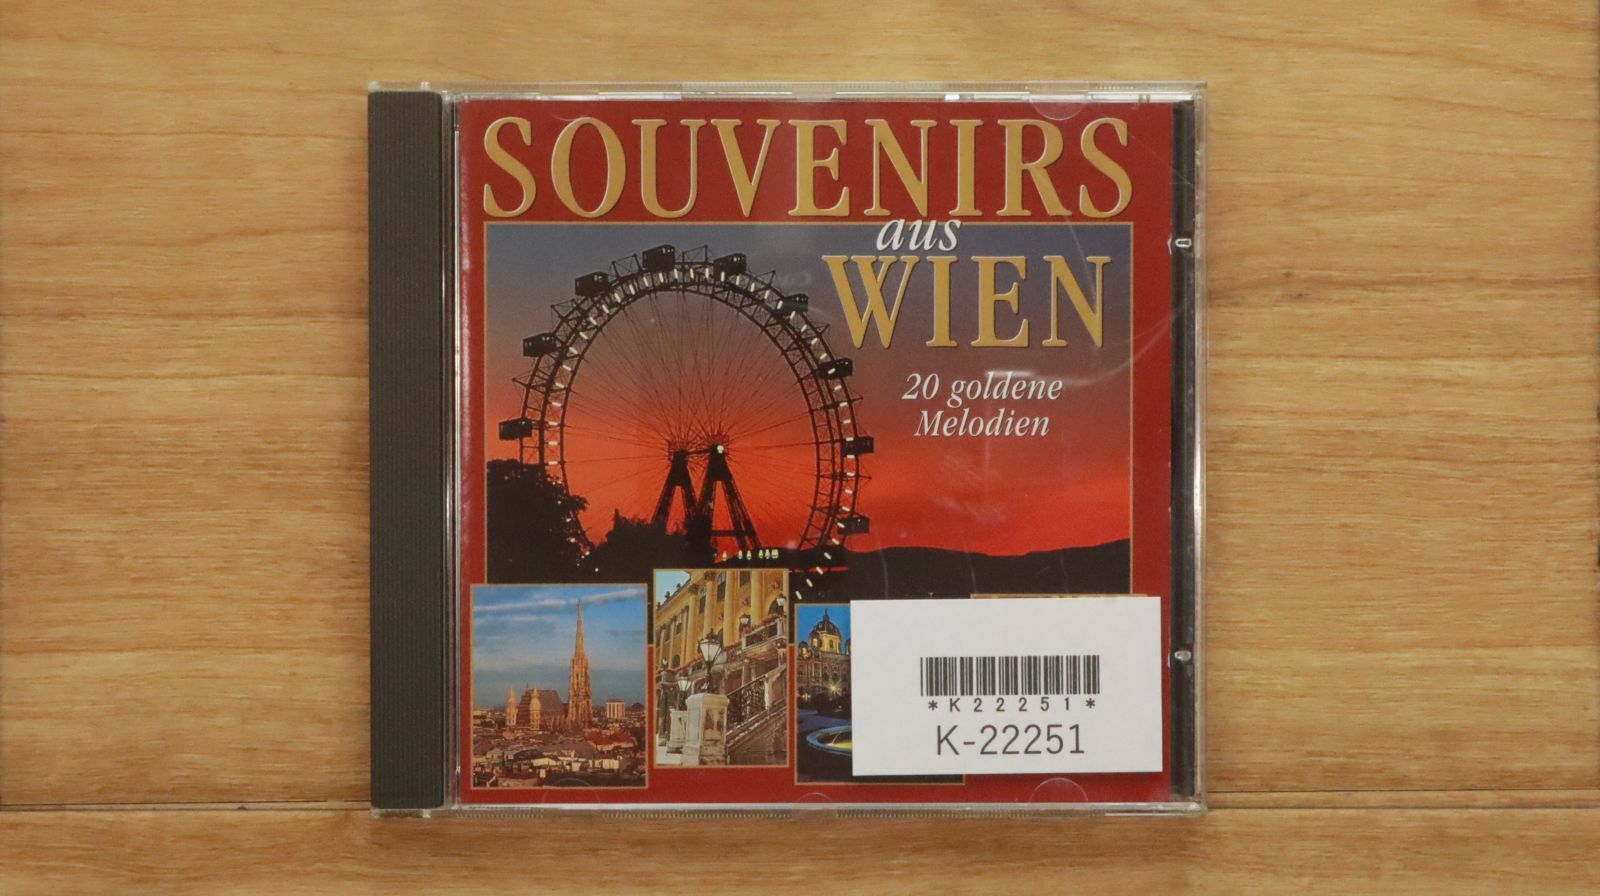 SOUVENIRS
aus
WIEN
20 goldene
Melodien
*K22251*
K-22251